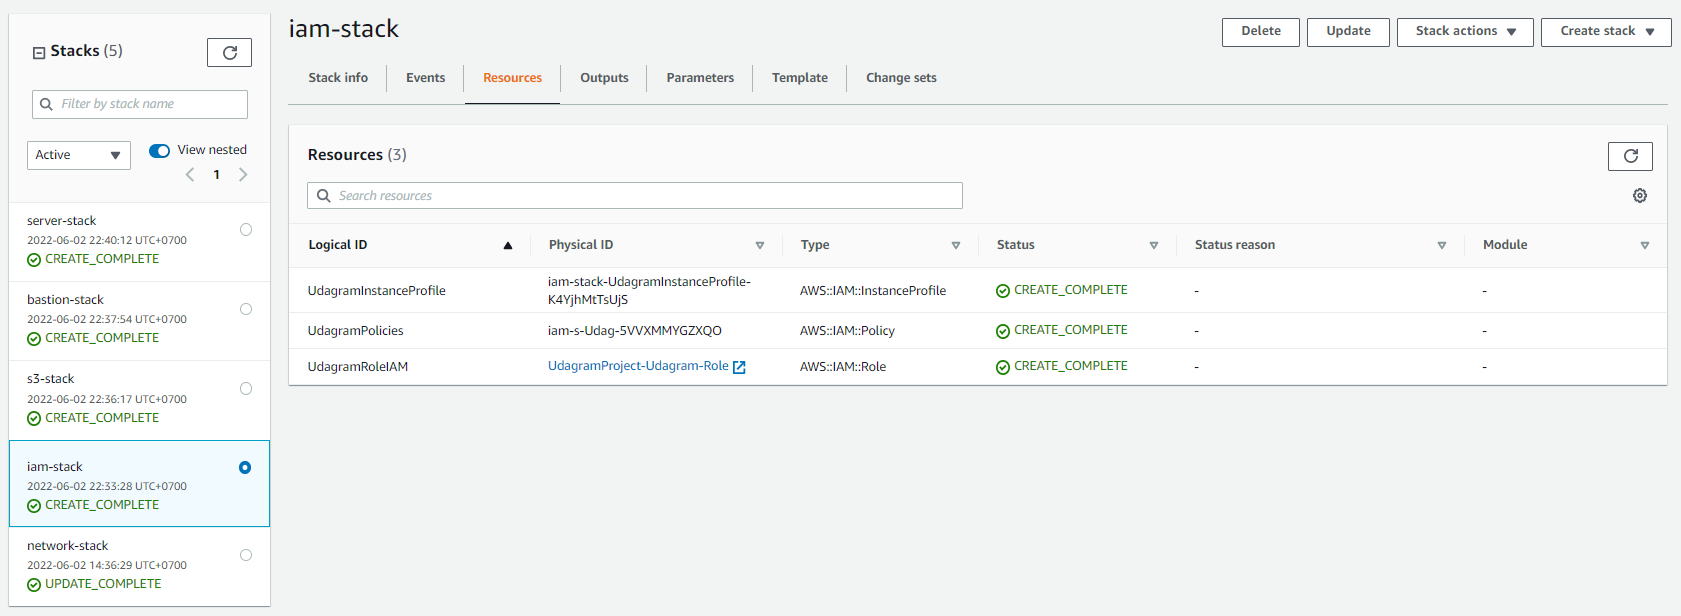 Stacks (5)
Filter by stack name
Active
View nested
1
server-stack
2022-06-02 22:40:12 UTC+0700
CREATE_COMPLETE
bastion-stack
2022-06-02 22:37:54 UTC+0700
CREATE_COMPLETE
s3-stack
2022-06-02 22:36:17 UTC+0700
CREATE_COMPLETE
iam-stack
2022-06-02 22:33:28 UTC+0700
CREATE_COMPLETE
network-stack
2022-06-02 14:36:29 UTC+0700
UPDATE_COMPLETE
iam-stack
Delete Update Stack actions Create stack
Stack info Events Resources Outputs Parameters Template Change sets
Resources (3)
Search resources
Logical ID Physical ID Type Status Status reason Module
UdagramInstanceProfile iam-stack-UdagramInstanceProfile- AWS::IAM::InstanceProfile CREATE_COMPLETE - -
K4YjhMtTsUjS
UdagramPolicies iam-s-Udag-5VVXMMYGZXQO AWS::IAM::Policy CREATE_COMPLETE - -
UdagramRoleIAM UdagramProject-Udagram-Role AWS::IAM::Role CREATE_COMPLETE - -